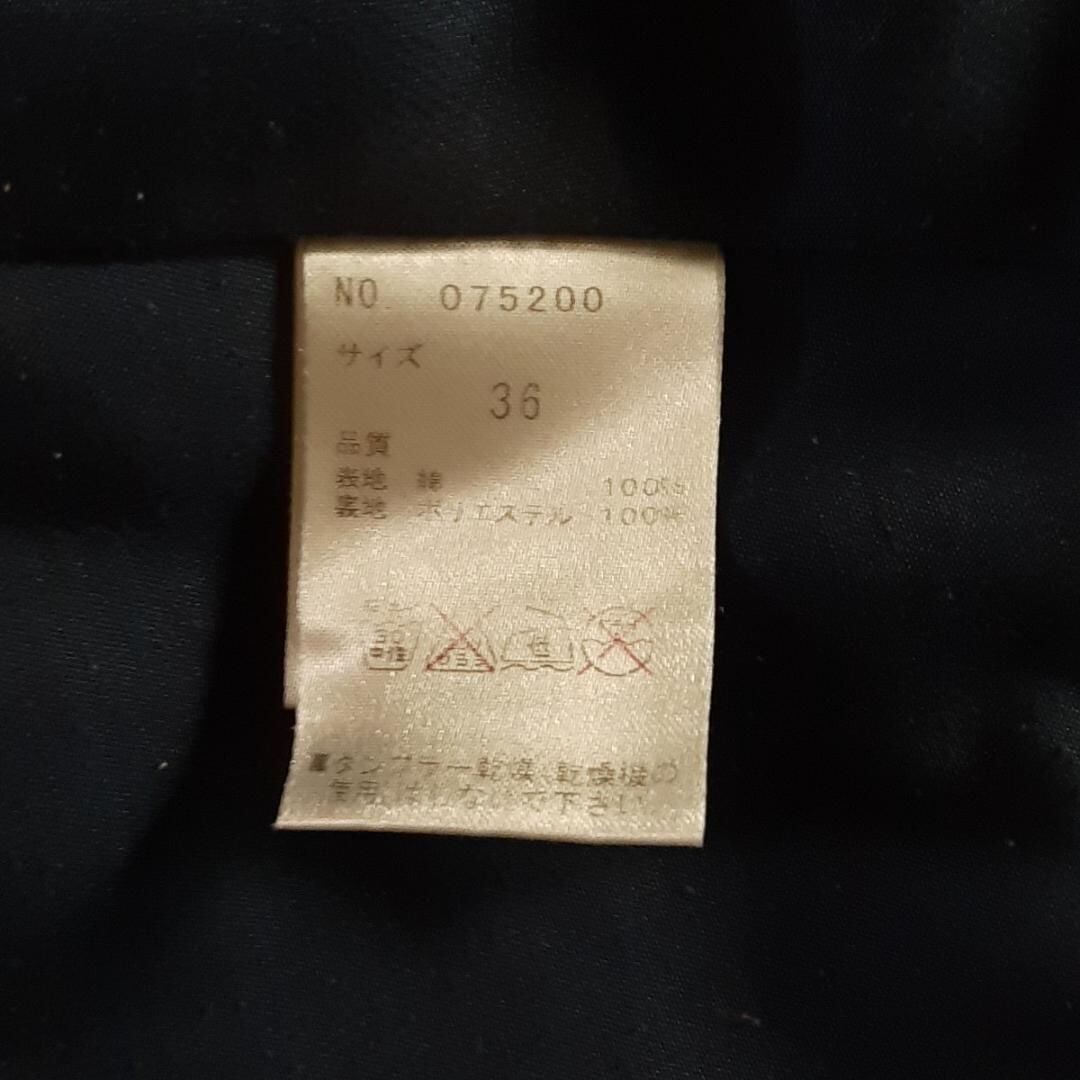 NO. 075200
サイズ
36
品質
表地 綿 100%
裏地 ポリエステル 100%
低
■タンブラー乾燥、乾燥機の
使用はしないで下さい